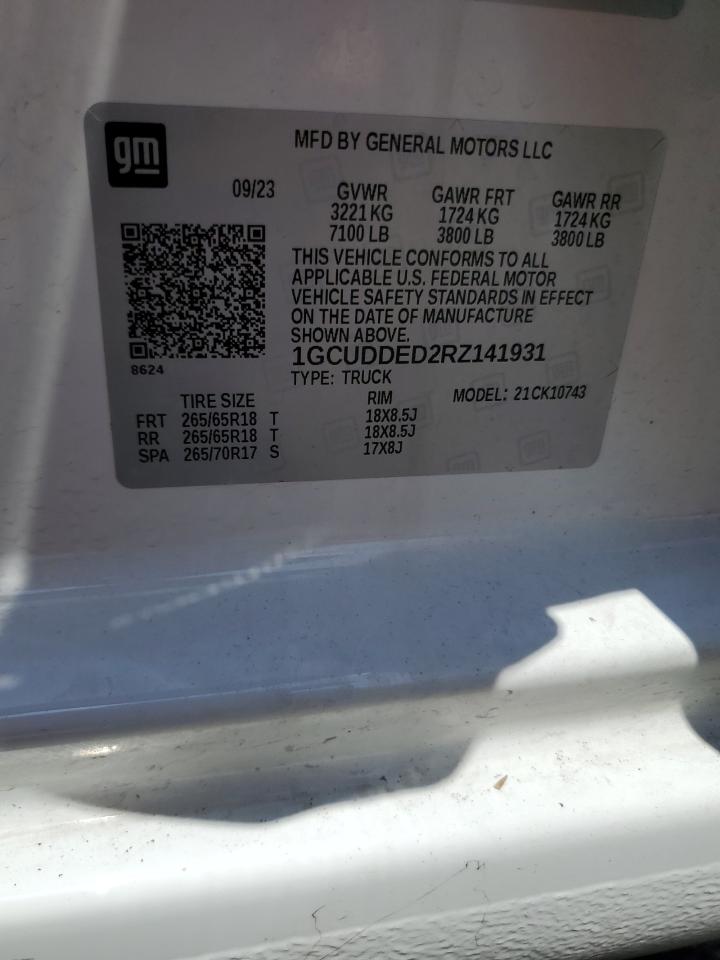 gm
MFD BY GENERAL MOTORS LLC
09/23 GVWR GAWR FRT GAWR RR
3221 KG 1724 KG 1724 KG
7100 LB 3800 LB 3800 LB
THIS VEHICLE CONFORMS TO ALL
APPLICABLE U.S. FEDERAL MOTOR
VEHICLE SAFETY STANDARDS IN EFFECT
ON THE DATE OF MANUFACTURE
SHOWN ABOVE.
8624
1GCUDDED2RZ141931
TYPE: TRUCK MODEL: 21CK10743
TIRE SIZE RIM
FRT 265/65R18 T 18X8.5J
RR 265/65R18 T 18X8.5J
SPA 265/70R17 S 17X8J